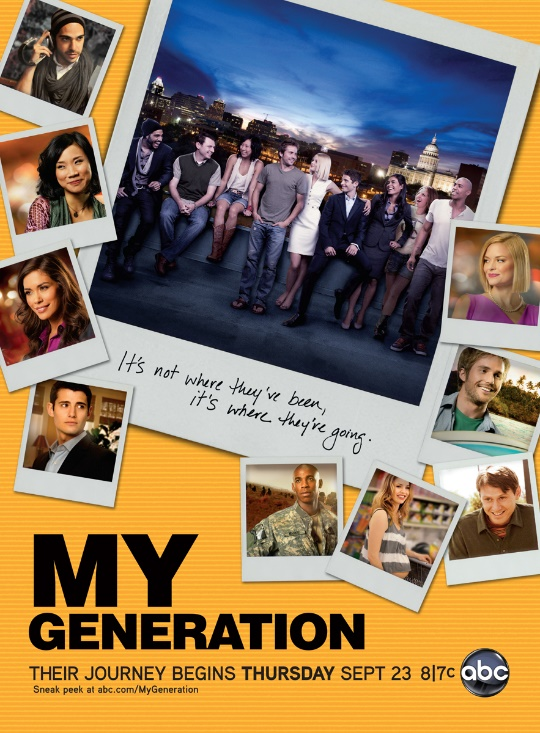 It's not where they've been,
it's where they're going.
MY
GENERATION
THEIR JOURNEY BEGINS THURSDAY SEPT 23 8|7c abc
Sneak peek at abc.com/MyGeneration